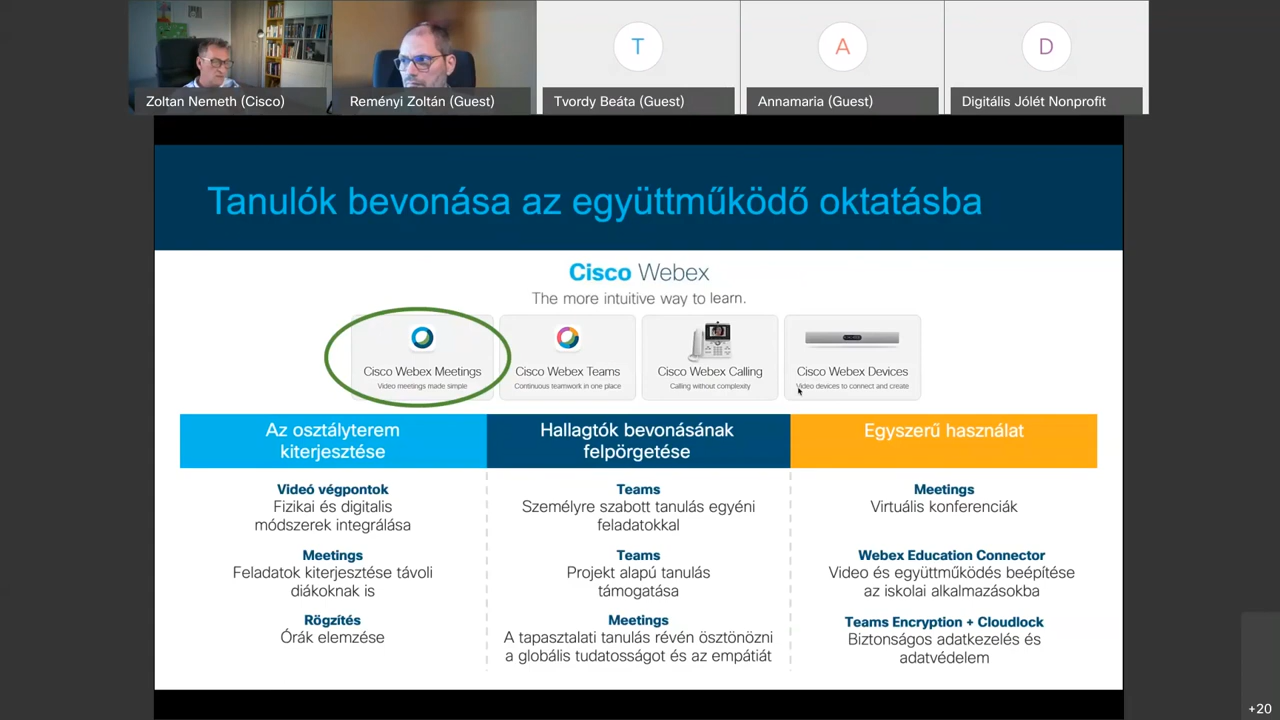 T
A
D
Zoltan Nemeth (Cisco)
Reményi Zoltán (Guest)
Tvordy Beáta (Guest)
Annamaria (Guest)
Digitális Jólét Nonprofit
Tanulók bevonása az együttműködő oktatásba
Cisco Webex
The more intuitive way to learn.
Cisco Webex Meetings
Video meetings made simple
Cisco Webex Teams
Continuous teamwork in one place
Cisco Webex Calling
Calling without complexity
Cisco Webex Devices
Video devices to connect and create
Az osztályterem
kiterjesztése
Videó végpontok
Fizikai és digitalis
módszerek integrálása
Meetings
Feladatok kiterjesztése távoli
diákoknak is
Rögzítés
Órák elemzése
Hallagtók bevonásának
felpörgetése
Teams
Személyre szabott tanulás egyéni
feladatokkal
Teams
Projekt alapú tanulás
támogatása
Meetings
A tapasztalati tanulás révén ösztönözni
a globális tudatosságot és az empátiát
Egyszerű használat
Meetings
Virtuális konferenciák
Webex Education Connector
Video és együttműködés beépítése
az iskolai alkalmazásokba
Teams Encryption + Cloudlock
Biztonságos adatkezelés és
adatvédelem
+20